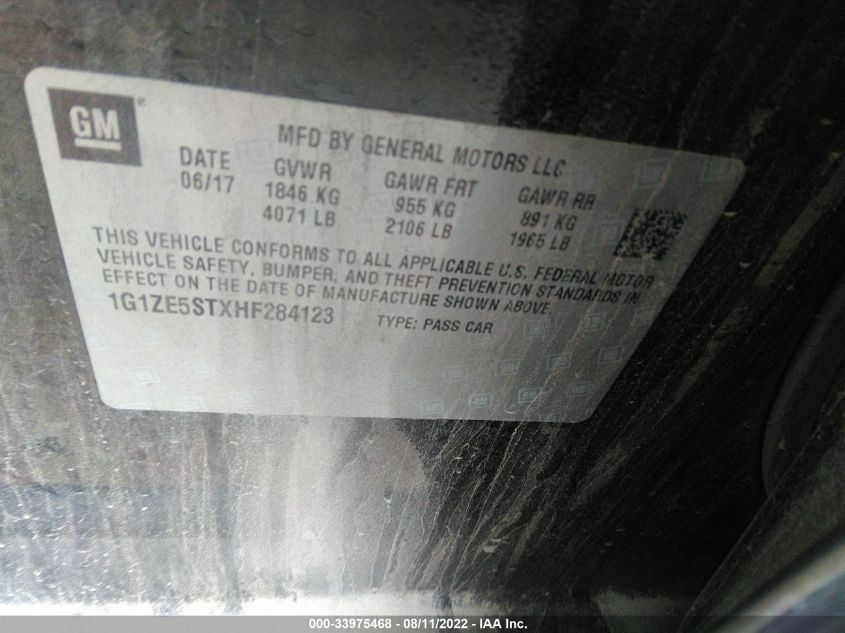 GM
MFD BY GENERAL MOTORS LLC
DATE GVWR GAWR FRT GAWR RR
06/17 1846 KG 955 KG 891 KG
4071 LB 2106 LB 1965 LB
THIS VEHICLE CONFORMS TO ALL APPLICABLE U.S. FEDERAL MOTOR
VEHICLE SAFETY, BUMPER, AND THEFT PREVENTION STANDARDS IN
EFFECT ON THE DATE OF MANUFACTURE SHOWN ABOVE.
1G1ZE5STXHF284123 TYPE: PASS CAR
000-33975468 - 08/11/2022 - IAA Inc.